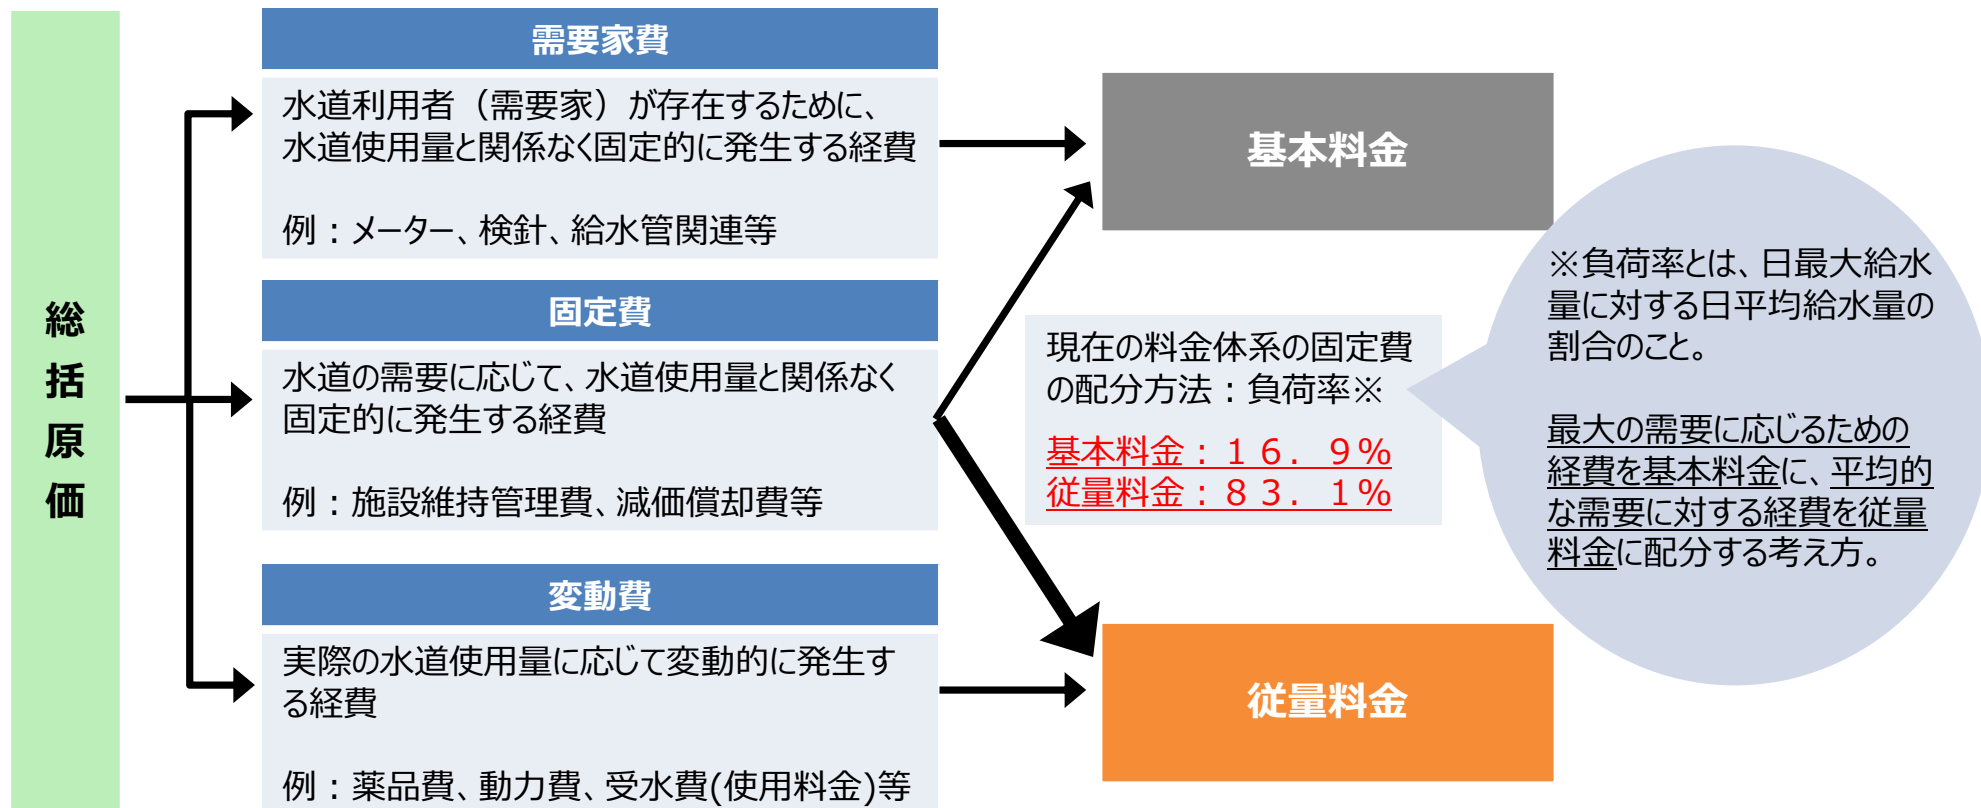 総括原価
需要家費
水道利用者（需要家）が存在するために、
水道使用量と関係なく固定的に発生する経費
例：メーター、検針、給水管関連等
固定費
水道の需要に応じて、水道使用量と関係なく
固定的に発生する経費
例：施設維持管理費、減価償却費等
変動費
実際の水道使用量に応じて変動的に発生す
る経費
例：薬品費、動力費、受水費(使用料金)等
基本料金
現在の料金体系の固定費
の配分方法：負荷率※
基本料金：１６．９%
従量料金：８３．１%
従量料金
※負荷率とは、日最大給水
量に対する日平均給水量の
割合のこと。
最大の需要に応じるための
経費を基本料金に、平均的
な需要に対する経費を従量
料金に配分する考え方。